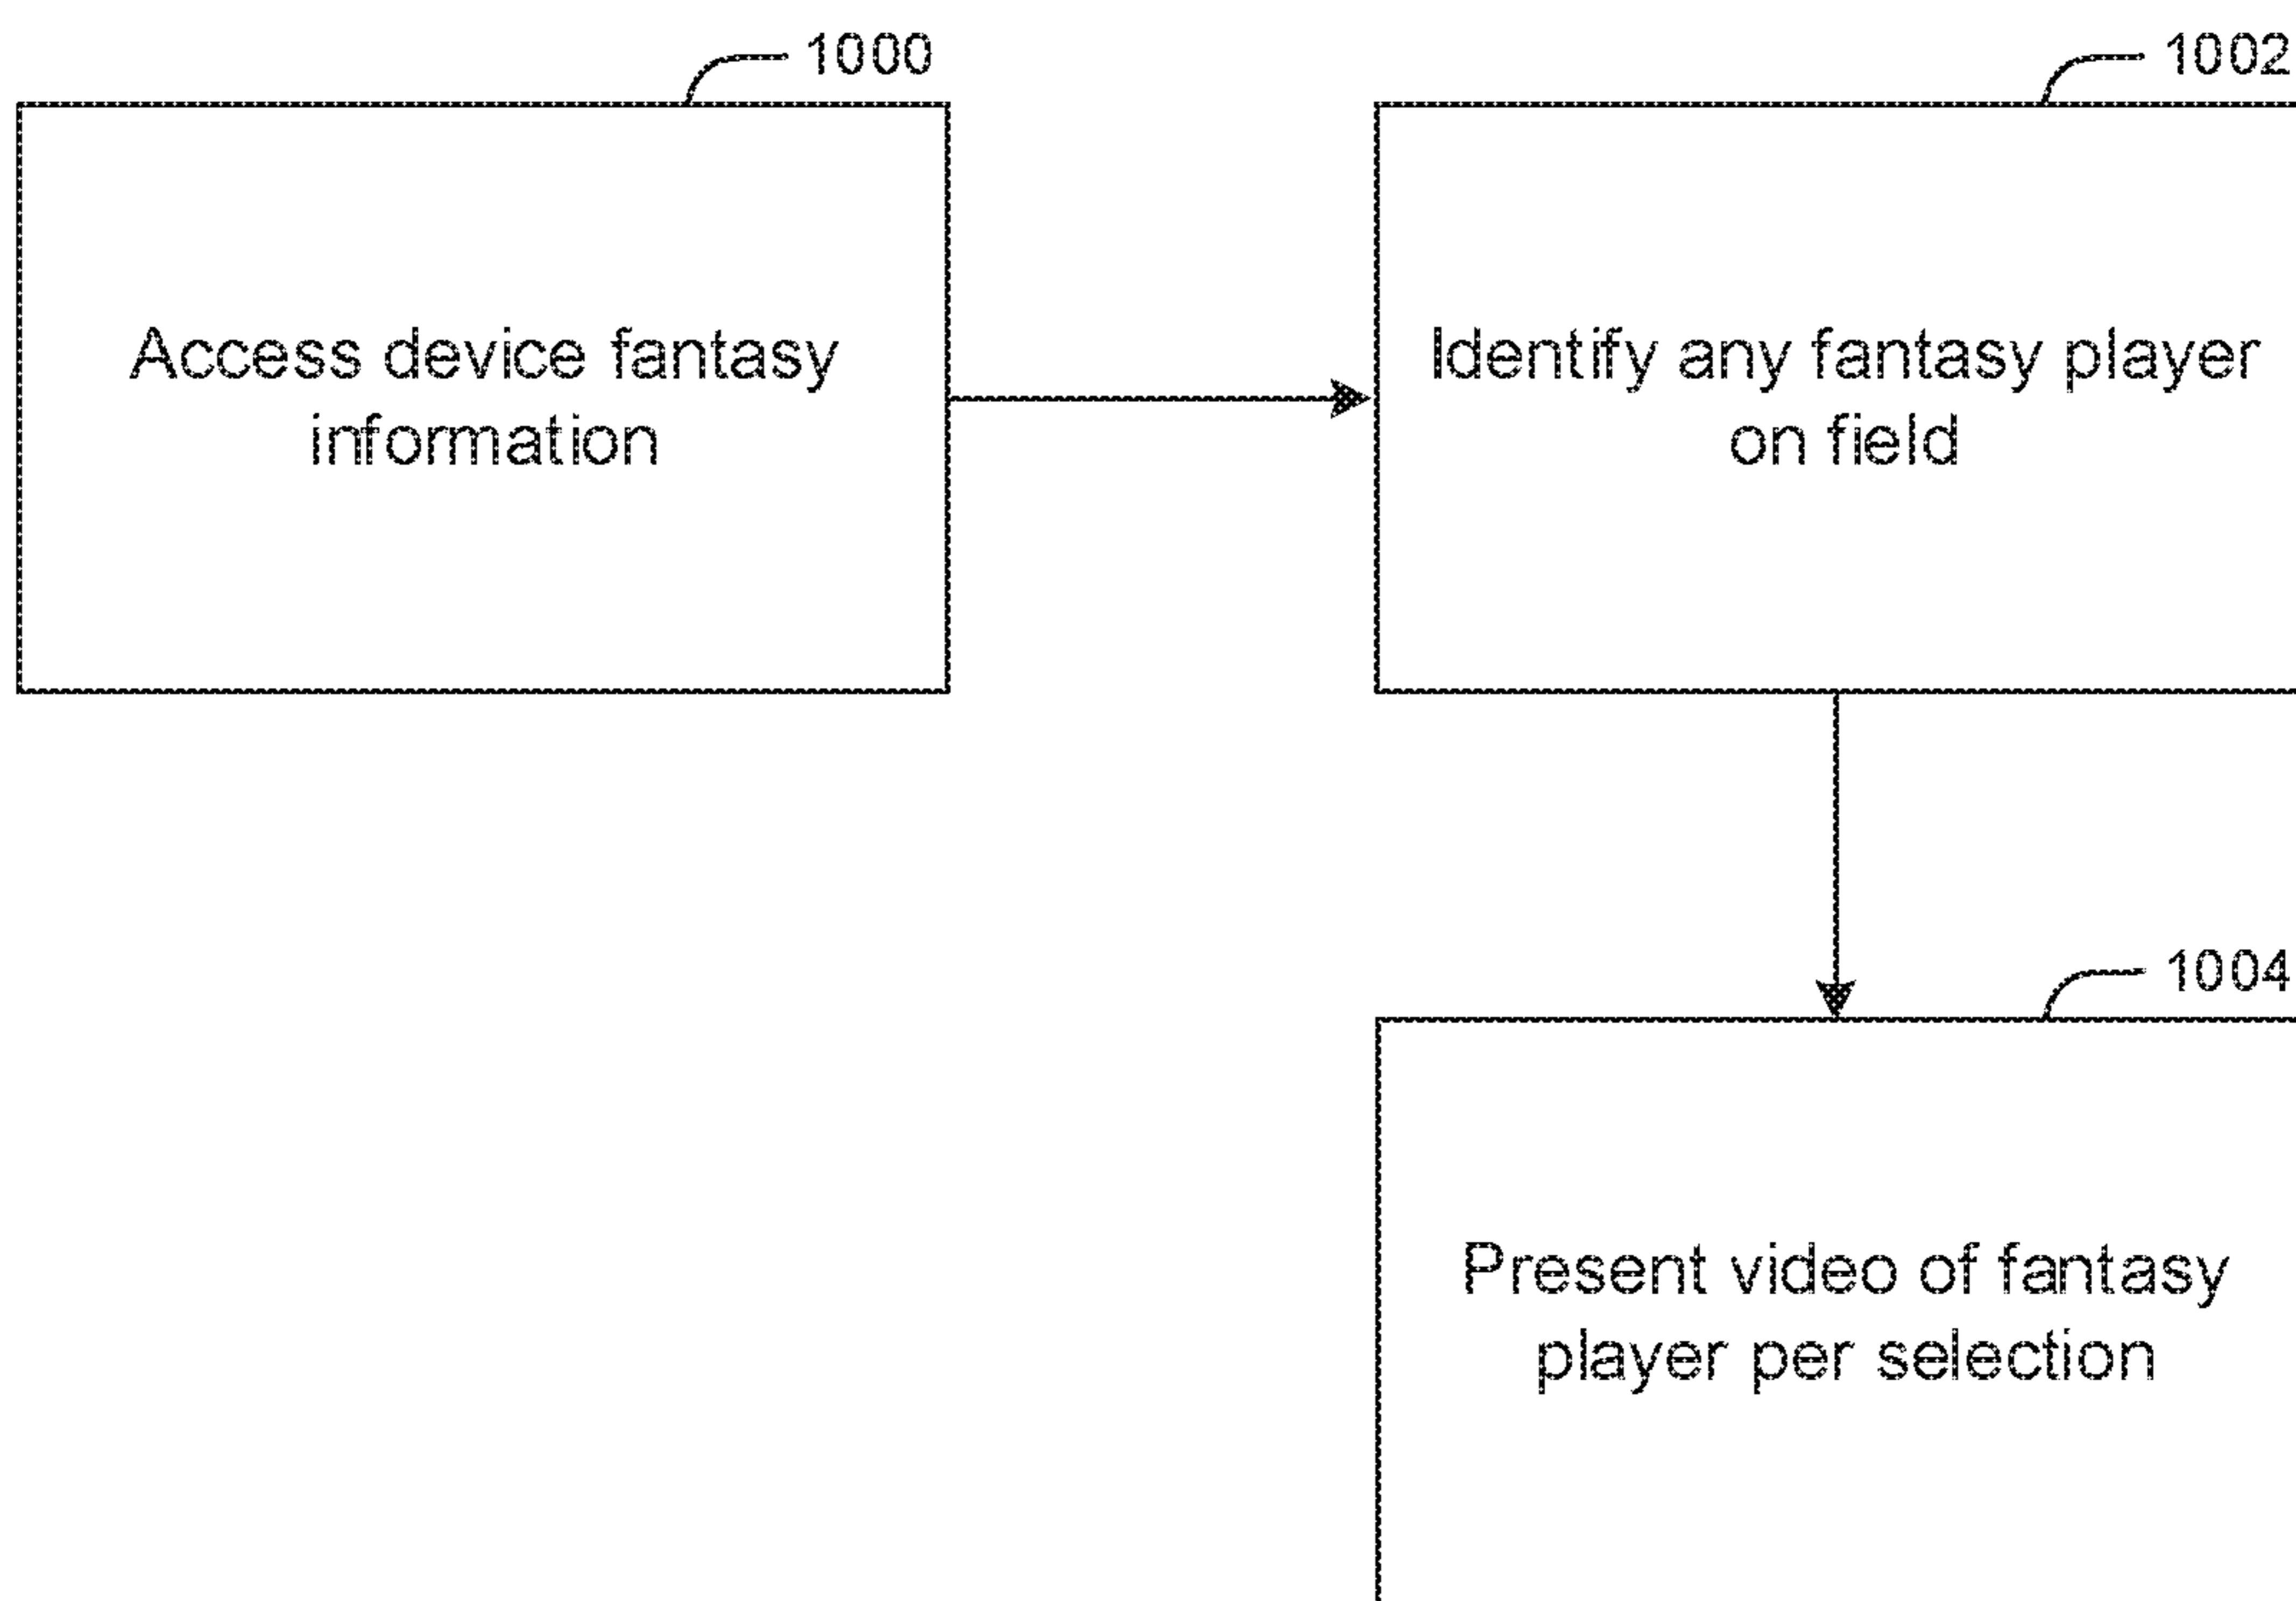 1000
1002
Access device fantasy
information
Identify any fantasy player
on field
1004
Present video of fantasy
player per selection